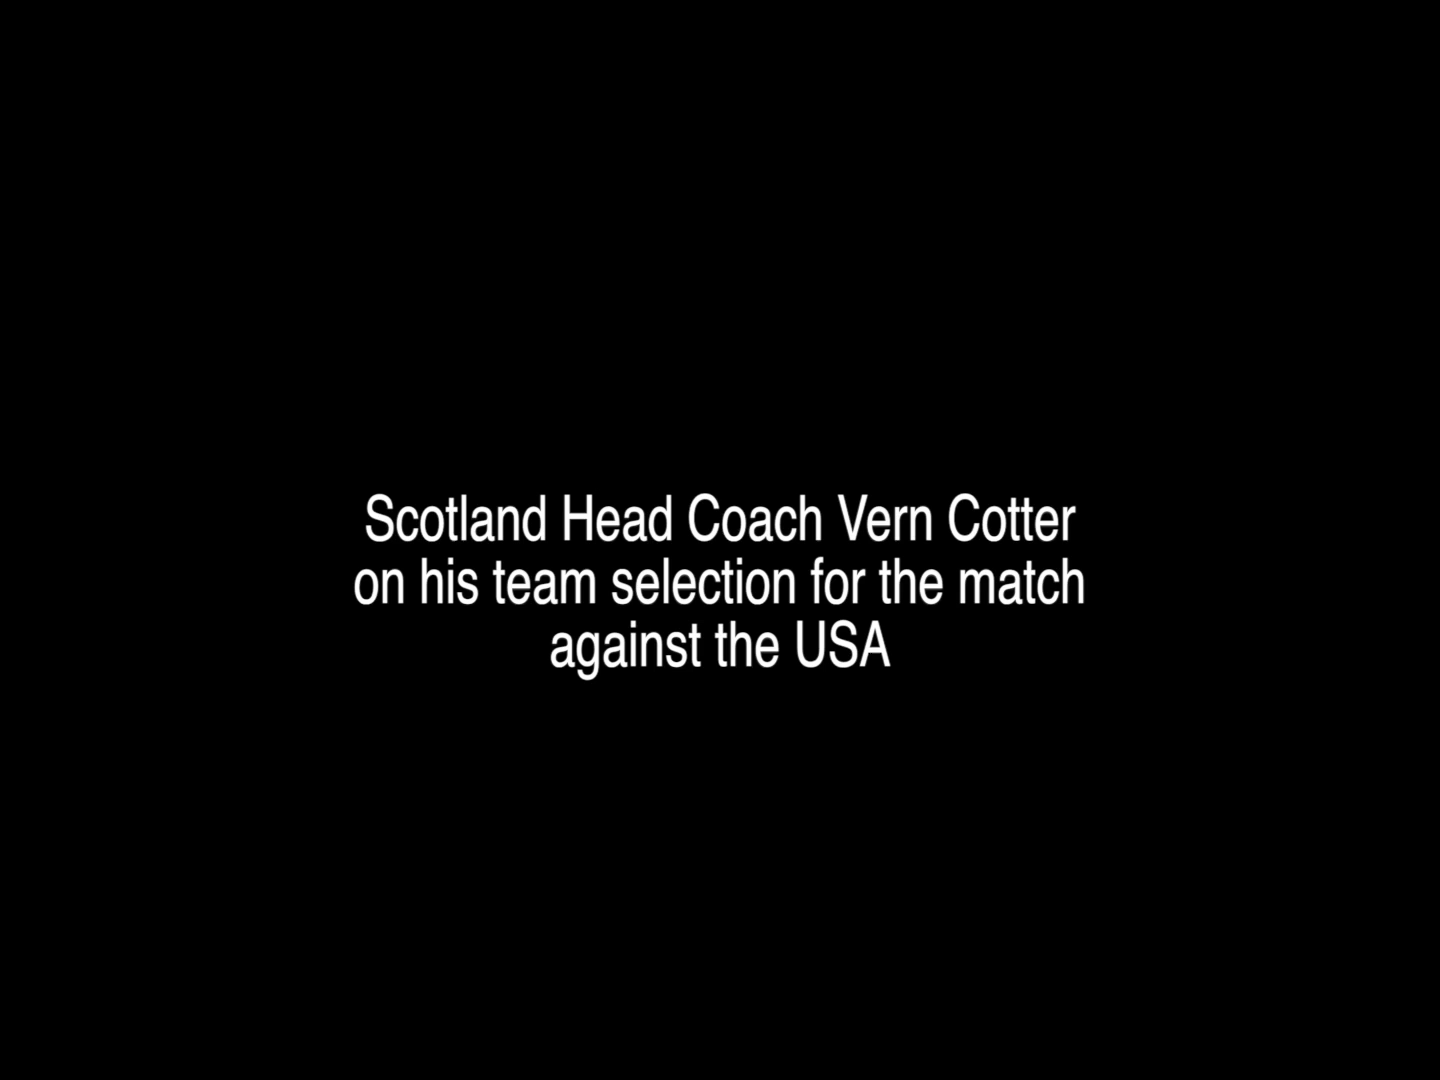 Scotland Head Coach Vern Cotter
on his team selection for the match
against the USA